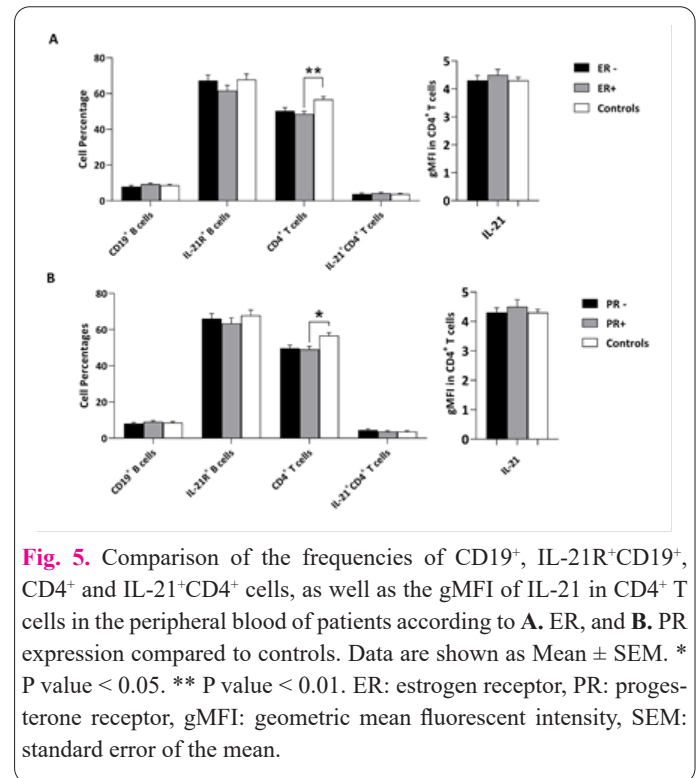 A
80
60
40
20
0
Cell Percentage
**
CD19⁺ B cells
IL-21R⁺ B cells
CD4⁺ T cells
IL-21⁺CD4⁺ T cells
5
4
3
2
1
0
gMFI in CD4⁺ T cells
IL-21
ER -
ER+
Controls
B
80
60
40
20
0
Cell Percentages
*
CD19⁺ B cells
IL-21R⁺ B cells
CD4⁺ T cells
IL-21⁺CD4⁺ T cells
5
4
3
2
1
0
gMFI in CD4⁺ T cells
IL-21
PR -
PR+
Controls
Fig. 5. Comparison of the frequencies of CD19⁺, IL-21R⁺CD19⁺,
CD4⁺ and IL-21⁺CD4⁺ cells, as well as the gMFI of IL-21 in CD4⁺ T
cells in the peripheral blood of patients according to A. ER, and B. PR
expression compared to controls. Data are shown as Mean ± SEM. *
P value < 0.05. ** P value < 0.01. ER: estrogen receptor, PR: proges-
terone receptor, gMFI: geometric mean fluorescent intensity, SEM:
standard error of the mean.